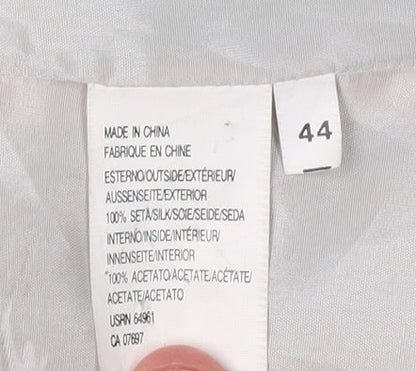 MADE IN CHINA
FABRIQUE EN CHINE
ESTERNO/OUTSIDE/EXTÉRIEUR/
AUSSENSEITE/EXTERIOR
100% SETA/SILK/SOIE/SEIDE/SEDA
INTERNO/INSIDE/INTÉRIEUR/
INNENSEITE/INTERIOR
100% ACETATO/ACETATE/ACÉTATE/
ACETATE/ACETATO
USRN 64961
CA 07697
44